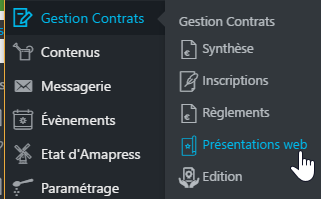 Gestion Contrats
Contenus
Messagerie
Évènements
Etat d'Amapress
Paramétrage
Gestion Contrats
Synthèse
Inscriptions
Règlements
Présentations web
Edition